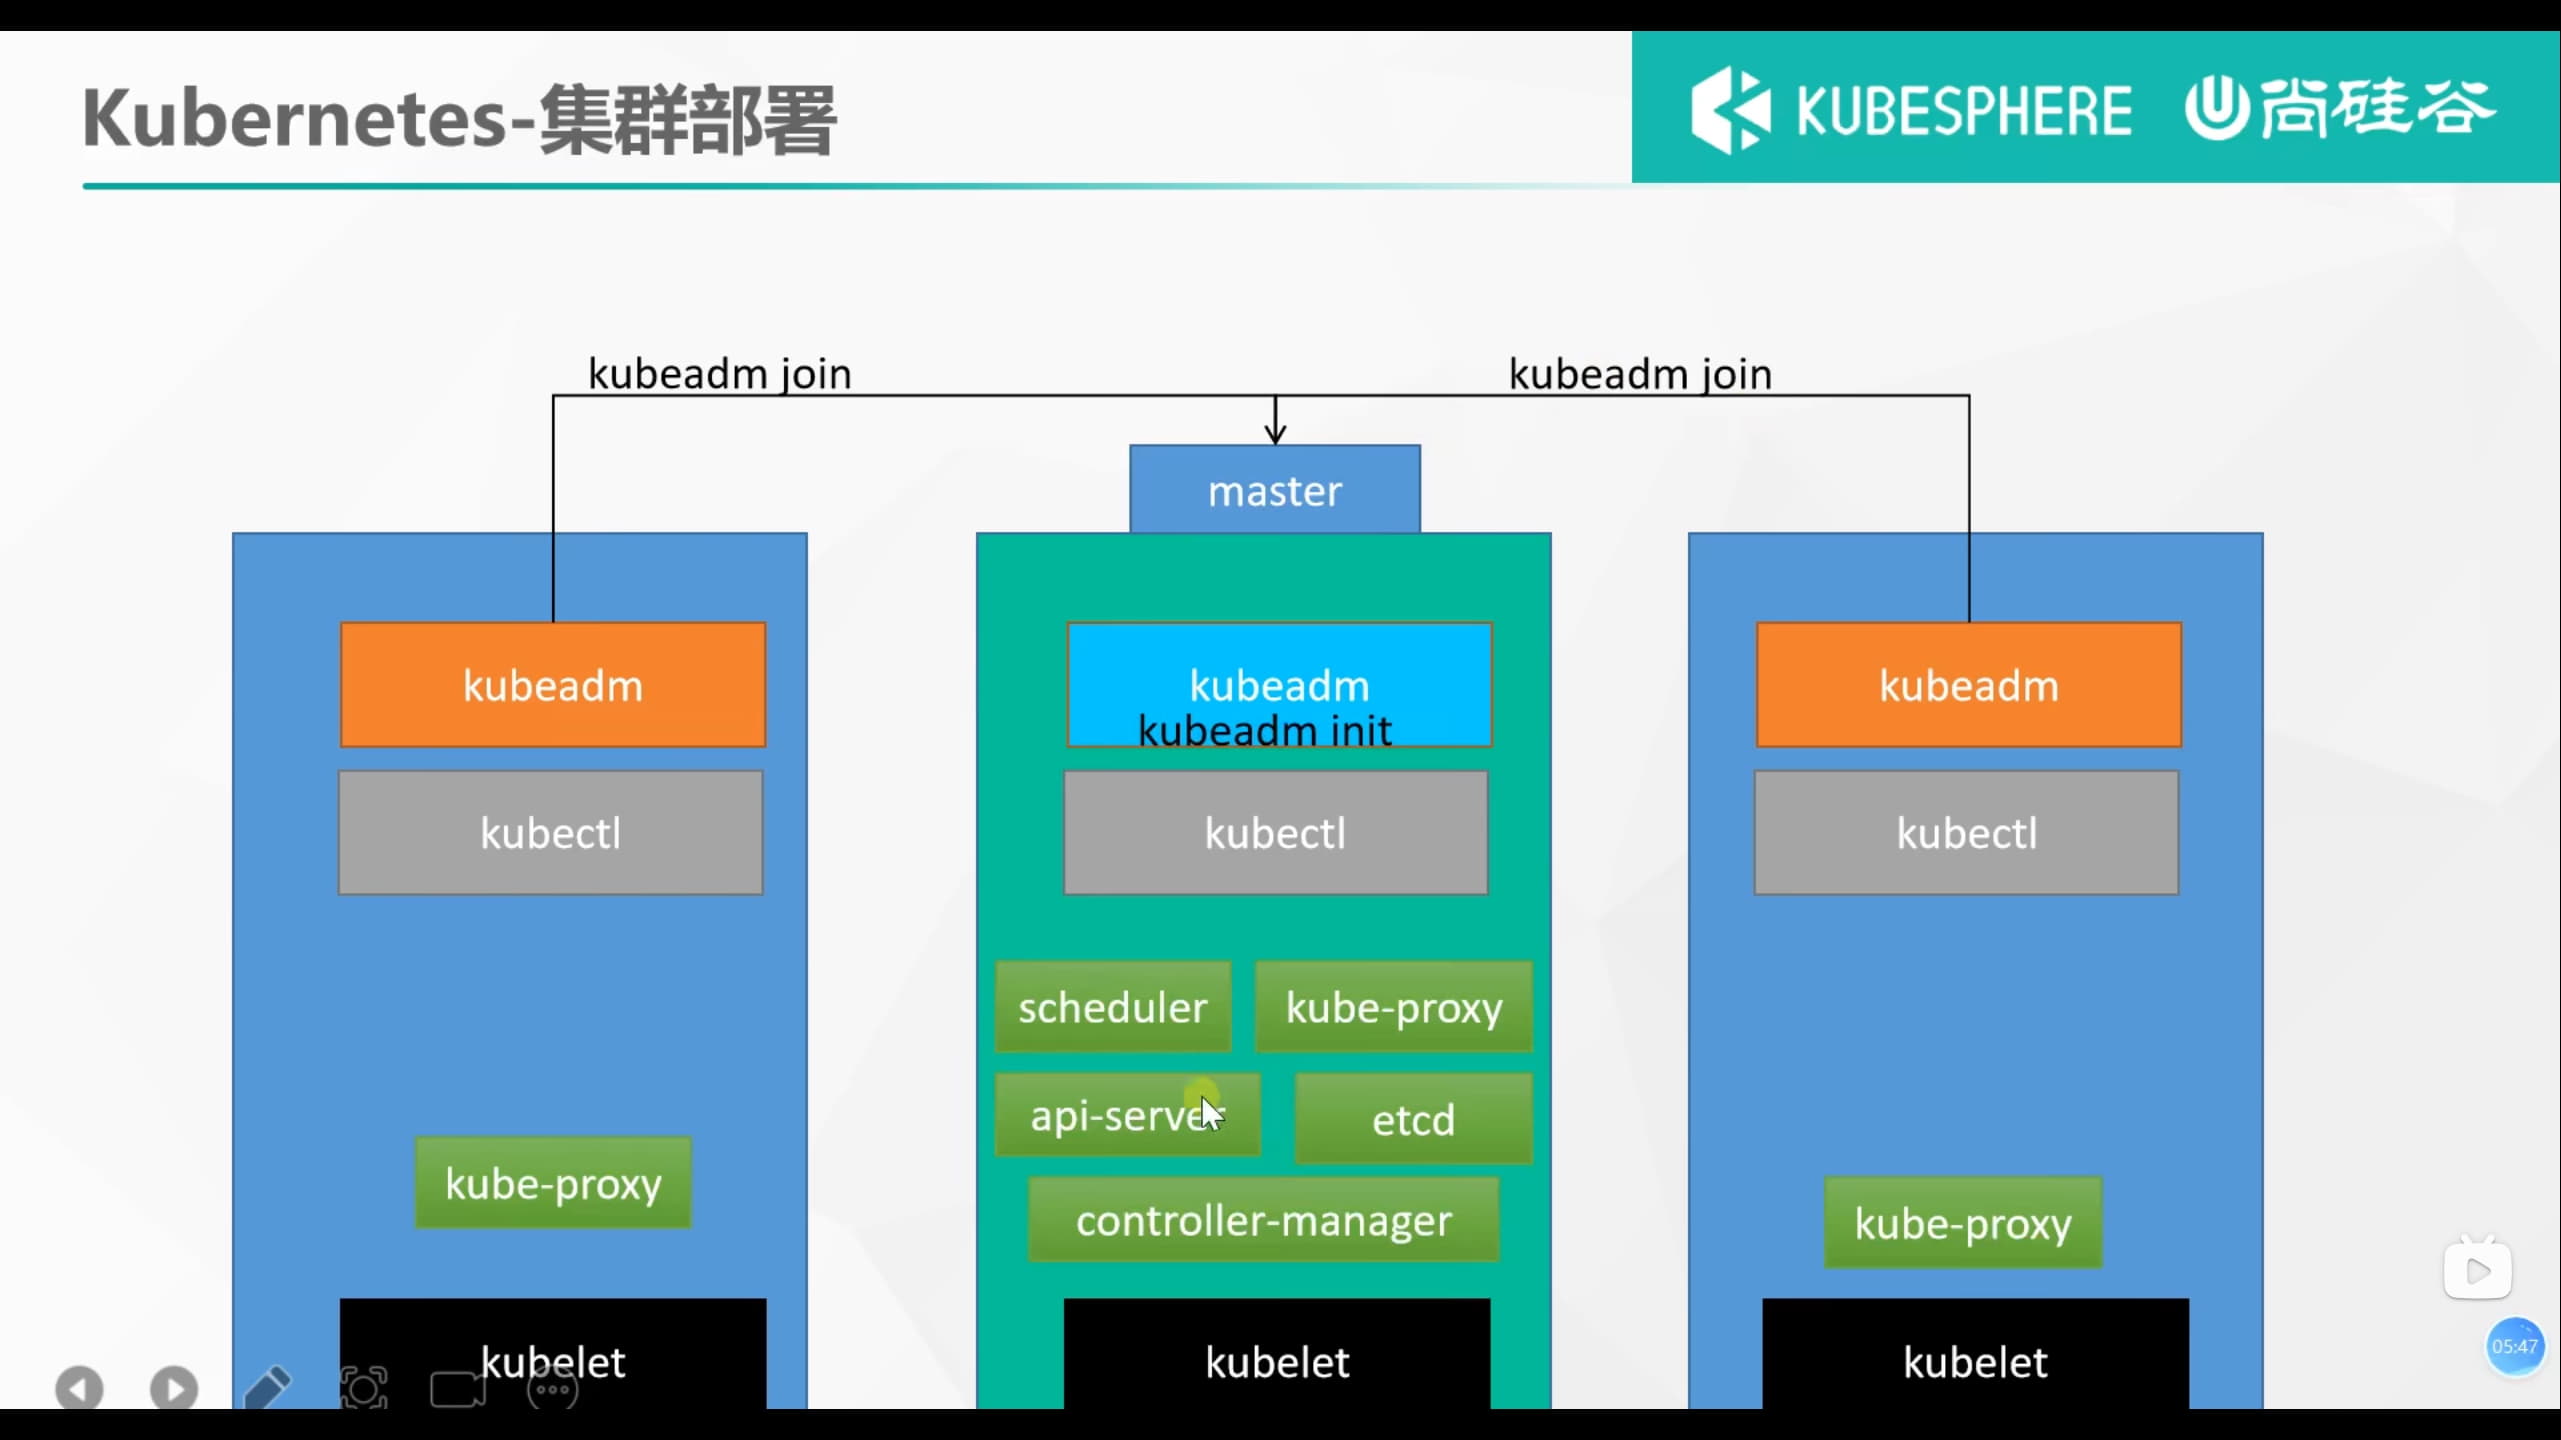 Kubernetes-集群部署
KUBESPHERE
尚硅谷
kubeadm join
kubeadm join
master
kubeadm
kubectl
kube-proxy
kubelet
kubeadm
kubeadm init
kubectl
scheduler
kube-proxy
api-server
etcd
controller-manager
kubelet
kubeadm
kubectl
kube-proxy
kubelet
05:47